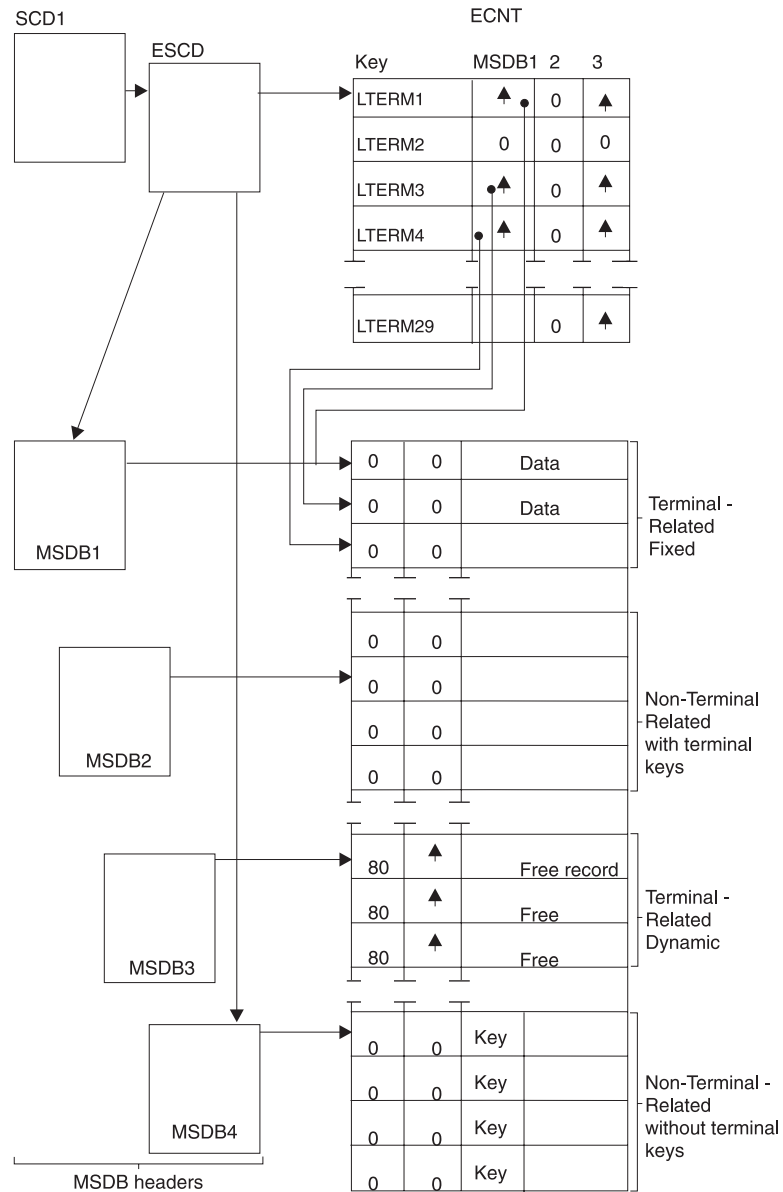 SCD1
ECNT
ESCD
Key MSDB1 2 3
LTERM1 0
LTERM2 0 0 0
LTERM3 0
LTERM4 0
LTERM29 0
MSDB1
0 0 Data
0 0 Data
0 0
Terminal -
Related
Fixed
MSDB2
0 0
0 0
0 0
0 0
Non-Terminal
Related
with terminal
keys
MSDB3
80 Free record
80 Free
80 Free
Terminal -
Related
Dynamic
MSDB4
0 0 Key
0 0 Key
0 0 Key
0 0 Key
Non-Terminal -
Related
without terminal
keys
MSDB headers